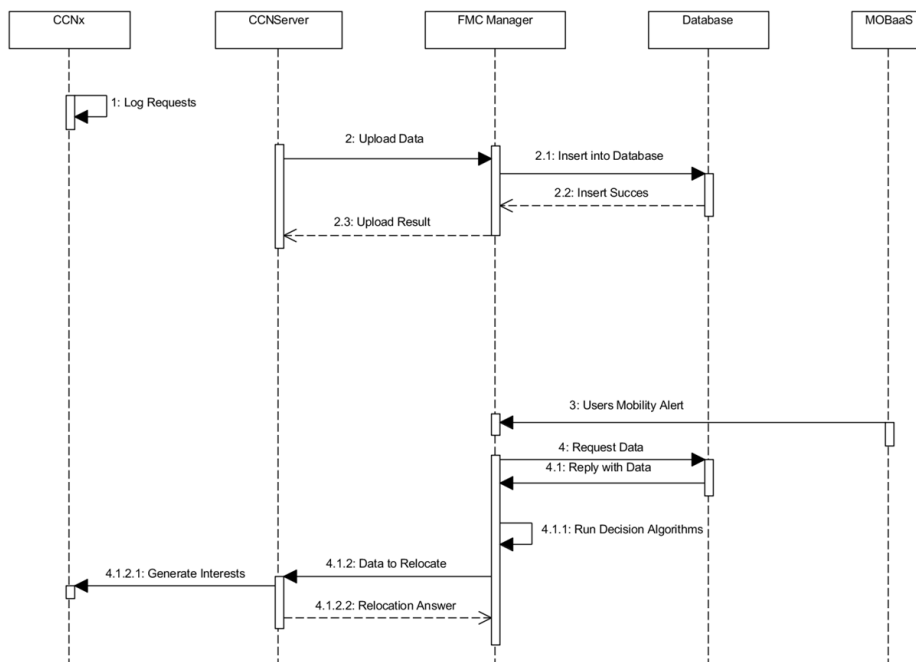 CCNx
CCNServer
FMC Manager
Database
MOBaaS
1: Log Requests
2: Upload Data
2.1: Insert into Database
2.2: Insert Succes
2.3: Upload Result
3: Users Mobility Alert
4: Request Data
4.1: Reply with Data
4.1.1: Run Decision Algorithms
4.1.2: Data to Relocate
4.1.2.1: Generate Interests
4.1.2.2: Relocation Answer